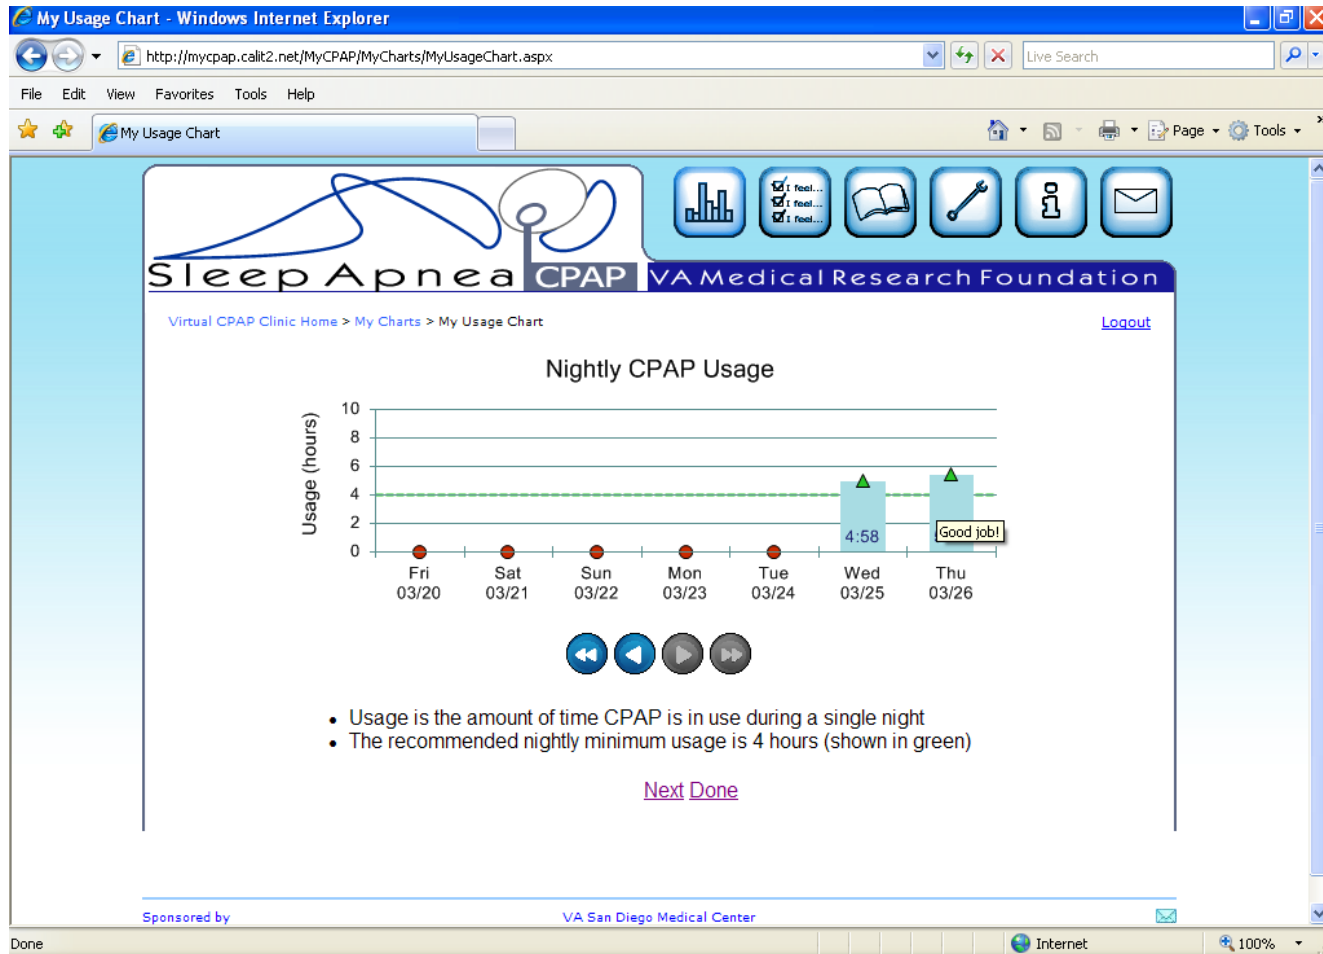 My Usage Chart - Windows Internet Explorer
http://mycpap.calit2.net/MyCPAP/MyCharts/MyUsageChart.aspx
Live Search
File Edit View Favorites Tools Help
My Usage Chart
Page Tools
I feel...
I feel...
I feel...
Sleep Apnea CPAP VA Medical Research Foundation
Virtual CPAP Clinic Home > My Charts > My Usage Chart
Logout
Nightly CPAP Usage
Usage (hours)
10
8
6
4
2
0
4:58
Good job!
Fri Sat Sun Mon Tue Wed Thu
03/20 03/21 03/22 03/23 03/24 03/25 03/26
• Usage is the amount of time CPAP is in use during a single night
• The recommended nightly minimum usage is 4 hours (shown in green)
Next Done
Sponsored by
VA San Diego Medical Center
Done
Internet
100%